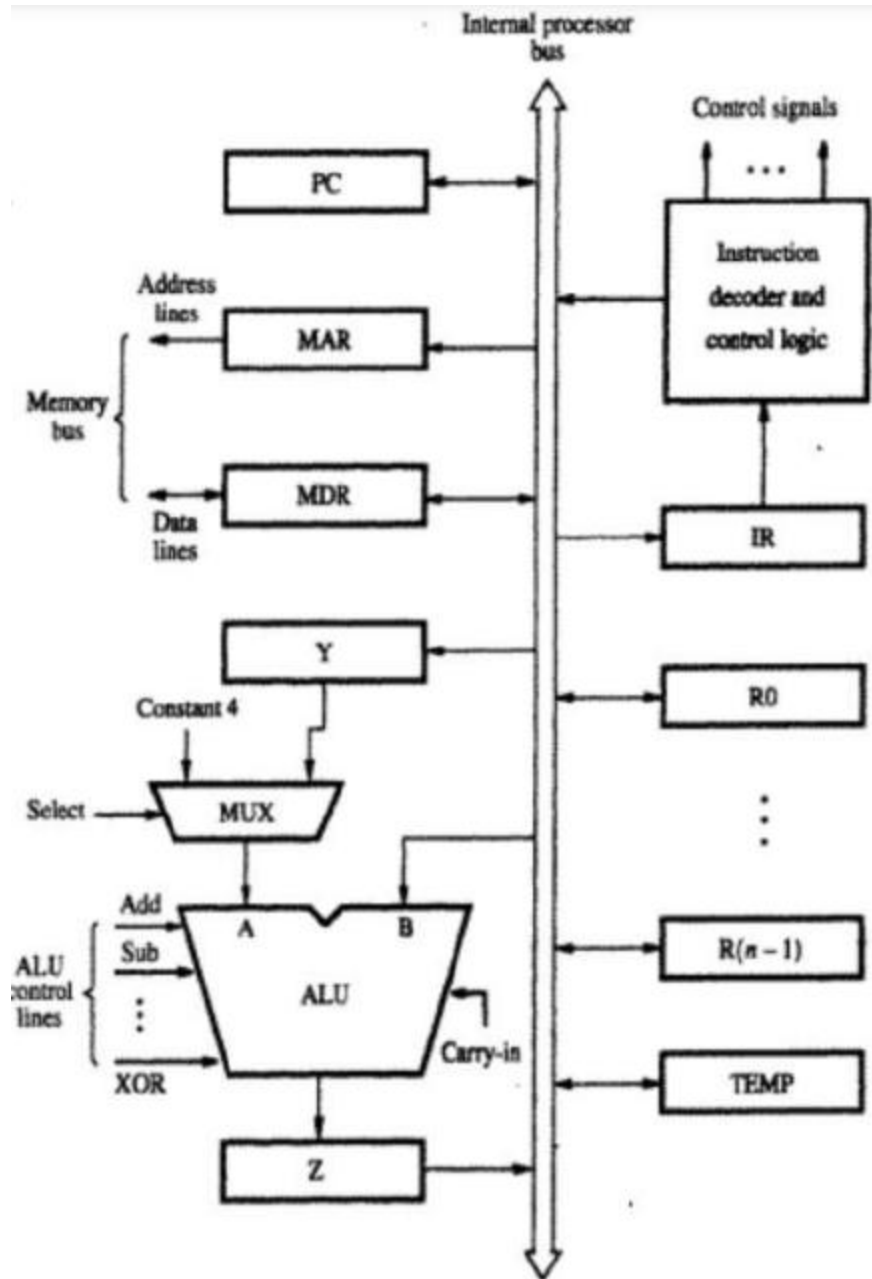 Internal processor
bus
Control signals
...
PC
Instruction
decoder and
control logic
Address
lines
MAR
Memory
bus
MDR
Data
lines
IR
Y
R0
Constant 4
Select
MUX
Add
A
B
R(n − 1)
Sub
ALU
control
lines
ALU
Carry-in
XOR
TEMP
Z